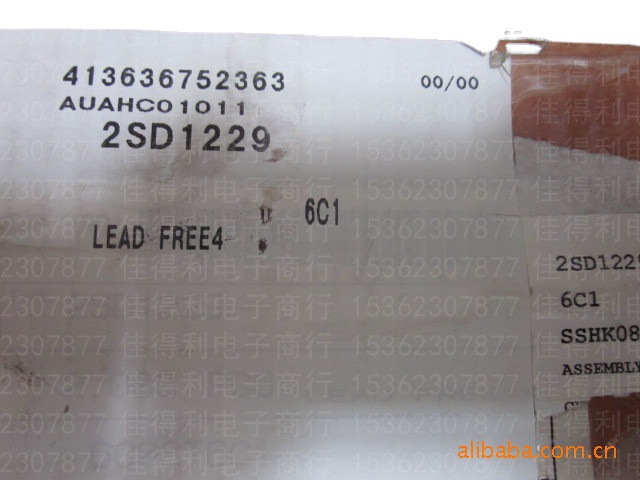 413636752363 00/00
AUAHC01011
2SD1229
6C1
LEAD FREE4
2SD1229
6C1
SSHK08
ASSEMBLY
佳得利电子商行 15362307877
alibaba.com.cn